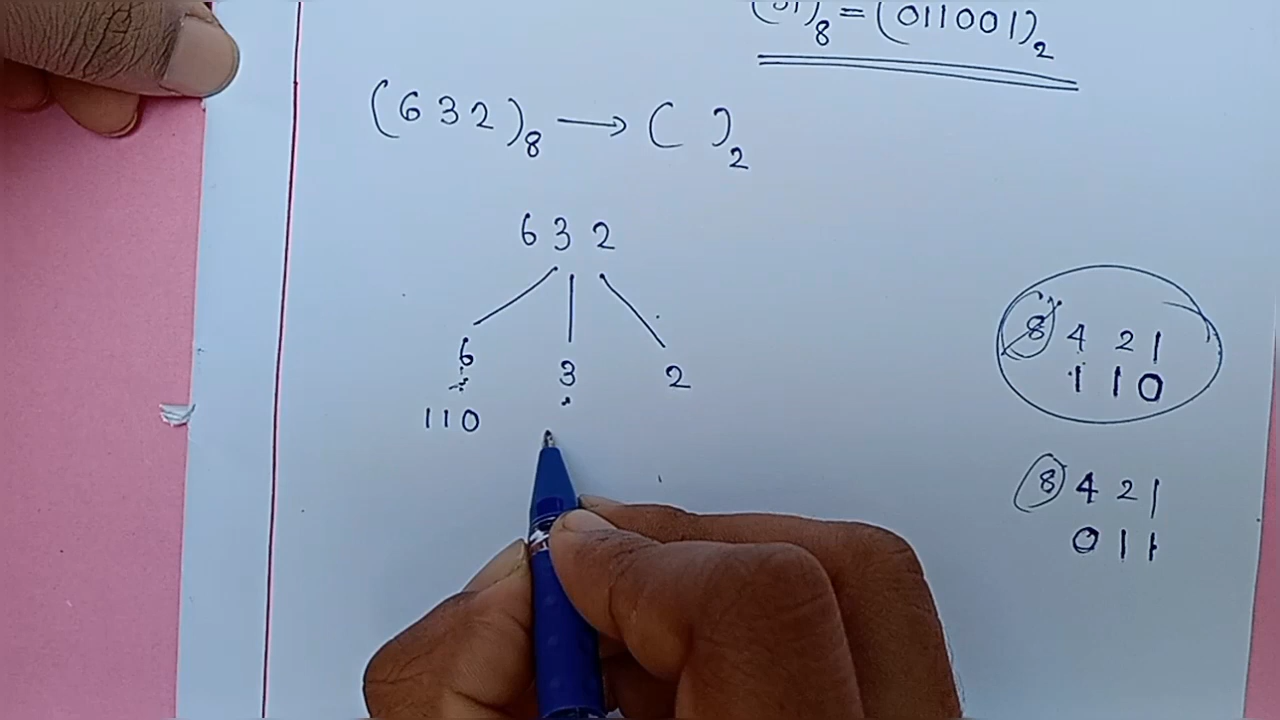 )₈ = (011001)₂
(632)₈ → ( )₂
632
6 3 2
110
8 4 2 1
1 1 0
8 4 2 1
0 1 1